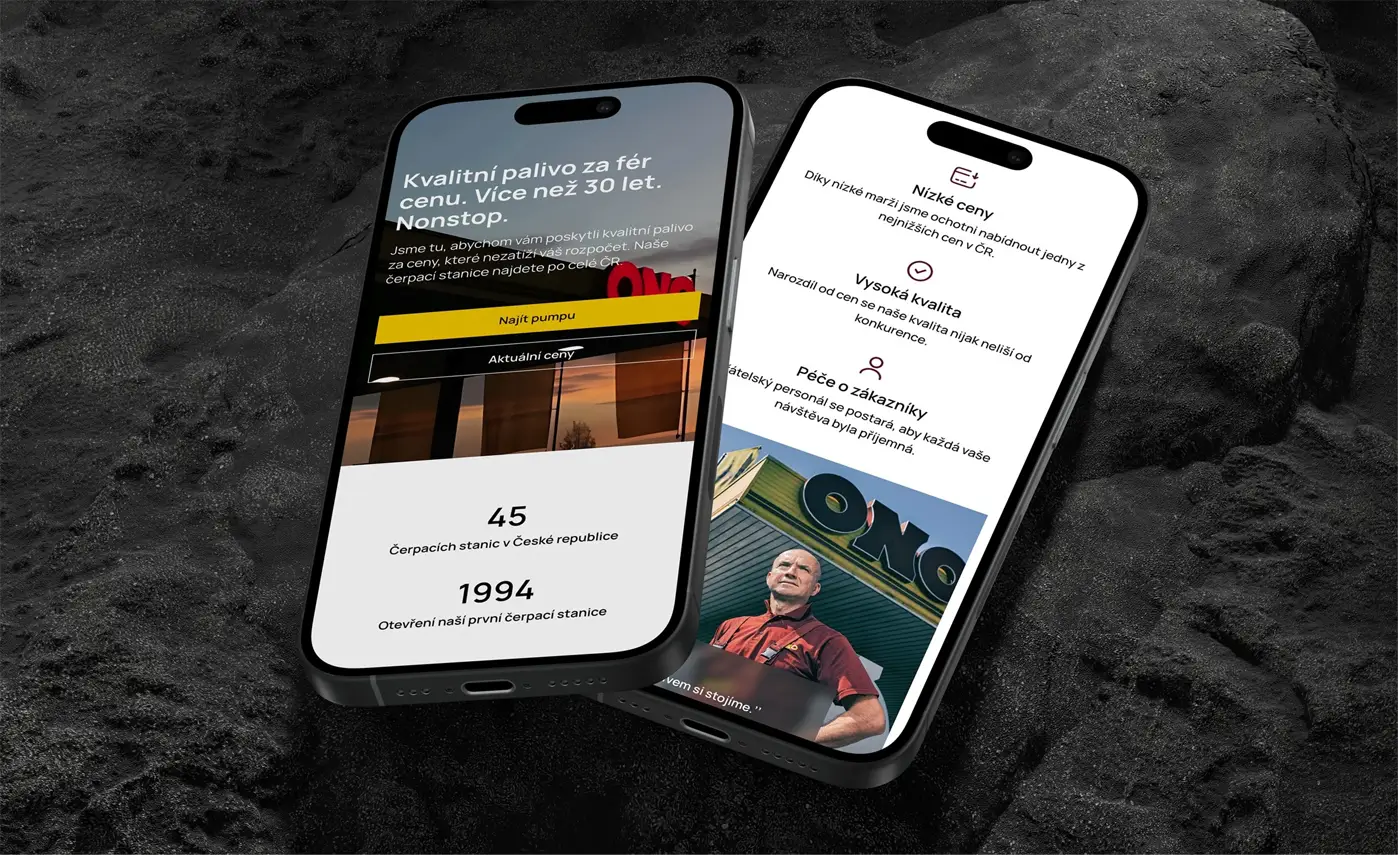 Kvalitní palivo za fér
cenu. Více než 30 let.
Nonstop.
Jsme tu, abychom vám poskytli kvalitní palivo
za ceny, které nezatíží váš rozpočet. Naše
čerpací stanice najdete po celé ČR.
ONO
Najít pumpu
Aktuální ceny
45
Čerpacích stanic v České republice
1994
Otevření naší první čerpací stanice
Nízké ceny
Díky nízké marži jsme ochotni nabídnout jedny z
nejnižších cen v ČR.
Vysoká kvalita
Narozdíl od cen se naše kvalita nijak neliší od
konkurence.
Péče o zákazníky
personál se postará, aby každá vaše
návštěva byla příjemná.
ONO
si stojíme.''